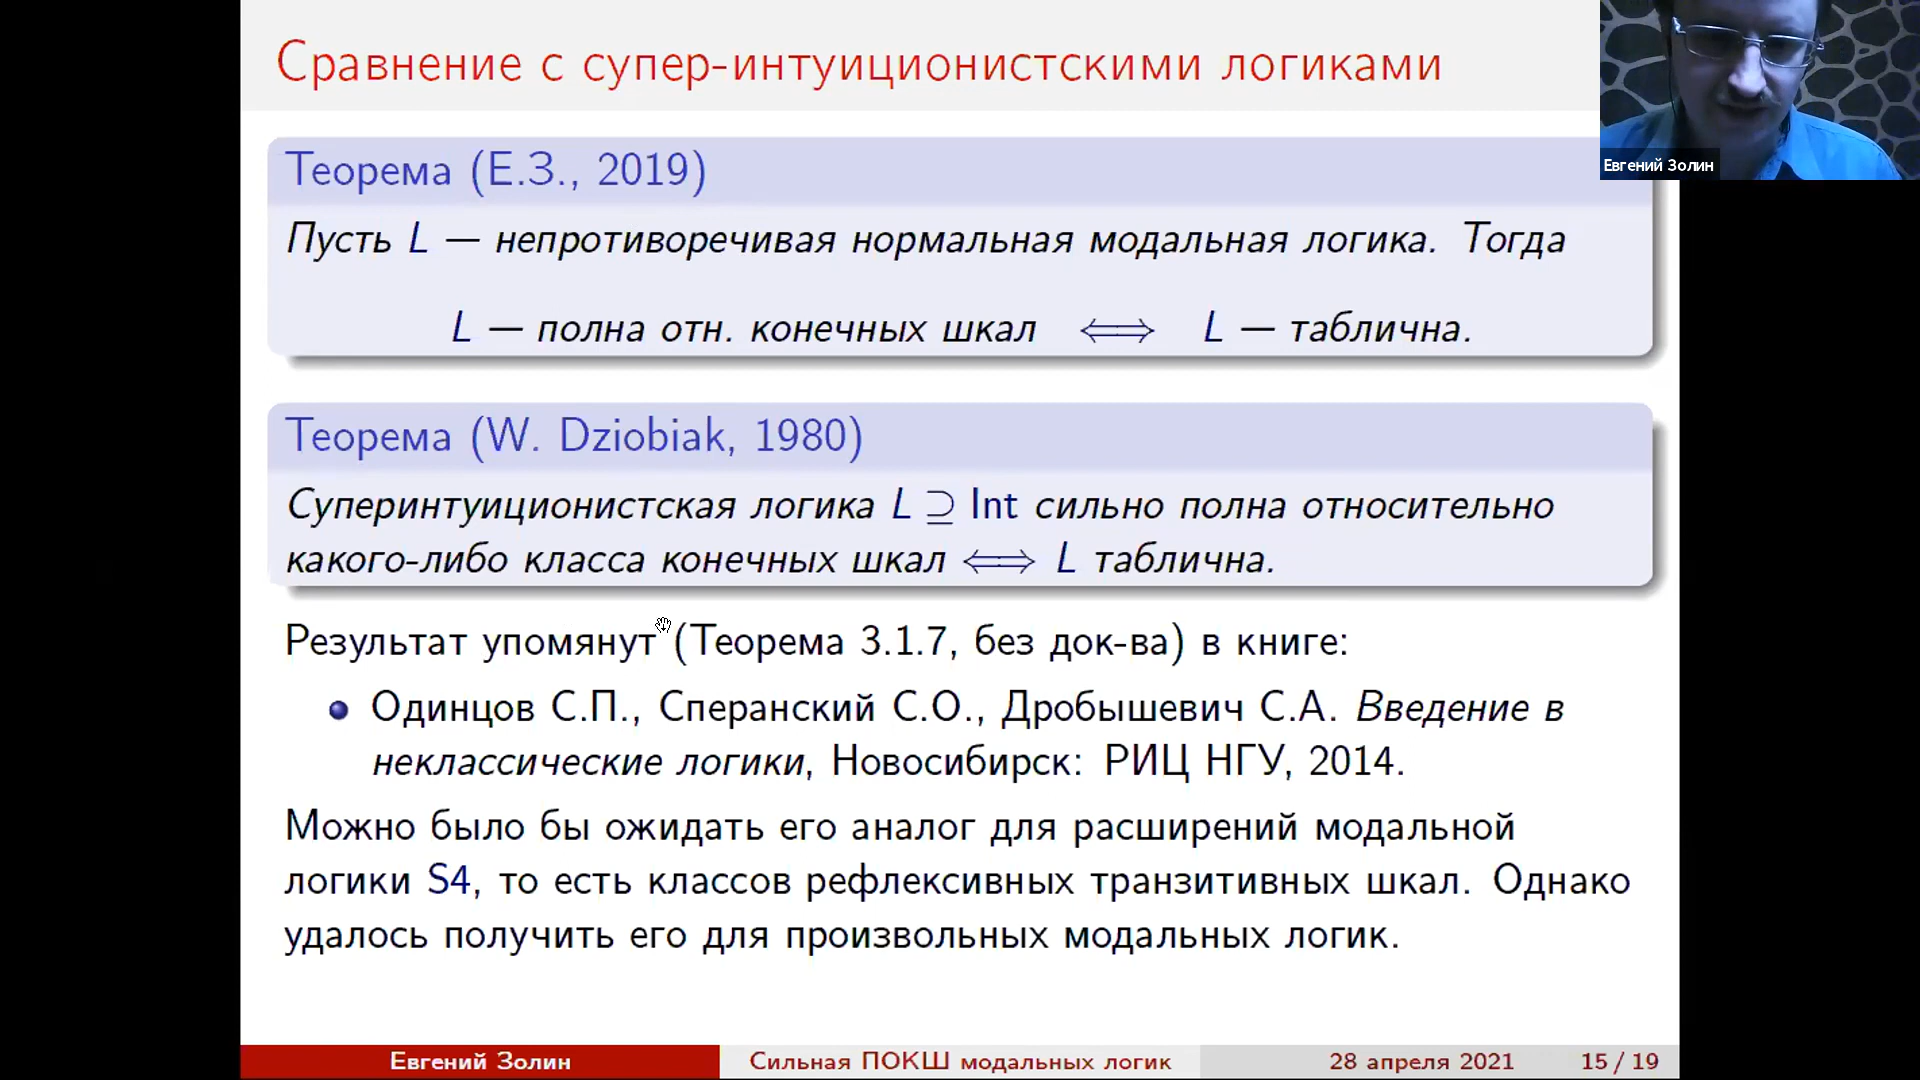 Сравнение с супер-интуиционистскими логиками
Евгений Золин
Теорема (Е.З., 2019)
Пусть L — непротиворечивая нормальная модальная логика. Тогда
L — полна отн. конечных шкал ⟺ L — таблична.
Теорема (W. Dziobiak, 1980)
Суперинтуиционистская логика L ⊇ Int сильно полна относительно
какого-либо класса конечных шкал ⟺ L таблична.
Результат упомянут (Теорема 3.1.7, без док-ва) в книге:
Одинцов С.П., Сперанский С.О., Дробышевич С.А. Введение в
неклассические логики, Новосибирск: РИЦ НГУ, 2014.
Можно было бы ожидать его аналог для расширений модальной
логики S4, то есть классов рефлексивных транзитивных шкал. Однако
удалось получить его для произвольных модальных логик.
Евгений Золин Сильная ПОКШ модальных логик 28 апреля 2021 15 / 19